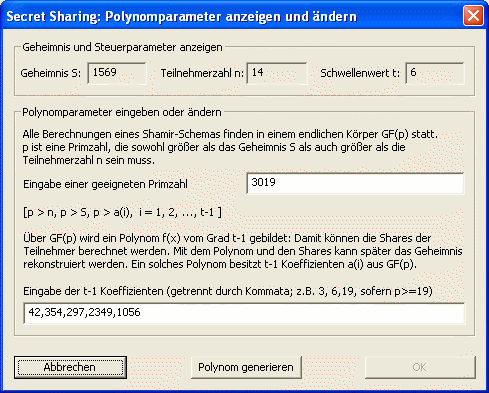 Secret Sharing: Polynomparameter anzeigen und ändern
Geheimnis und Steuerparameter anzeigen
Geheimnis S: 1569 Teilnehmerzahl n: 14 Schwellenwert t: 6
Polynomparameter eingeben oder ändern
Alle Berechnungen eines Shamir-Schemas finden in einem endlichen Körper GF(p) statt.
p ist eine Primzahl, die sowohl größer als das Geheimnis S als auch größer als die
Teilnehmerzahl n sein muss.
Eingabe einer geeigneten Primzahl 3019
[p > n, p > S, p > a(i), i = 1, 2, ..., t-1 ]
Über GF(p) wird ein Polynom f(x) vom Grad t-1 gebildet: Damit können die Shares der
Teilnehmer berechnet werden. Mit dem Polynom und den Shares kann später das Geheimnis
rekonstruiert werden. Ein solches Polynom besitzt t-1 Koeffizienten a(i) aus GF(p).
Eingabe der t-1 Koeffizienten (getrennt durch Kommata; z.B. 3, 6,19, sofern p>=19)
42,354,297,2349,1056
Abbrechen Polynom generieren OK